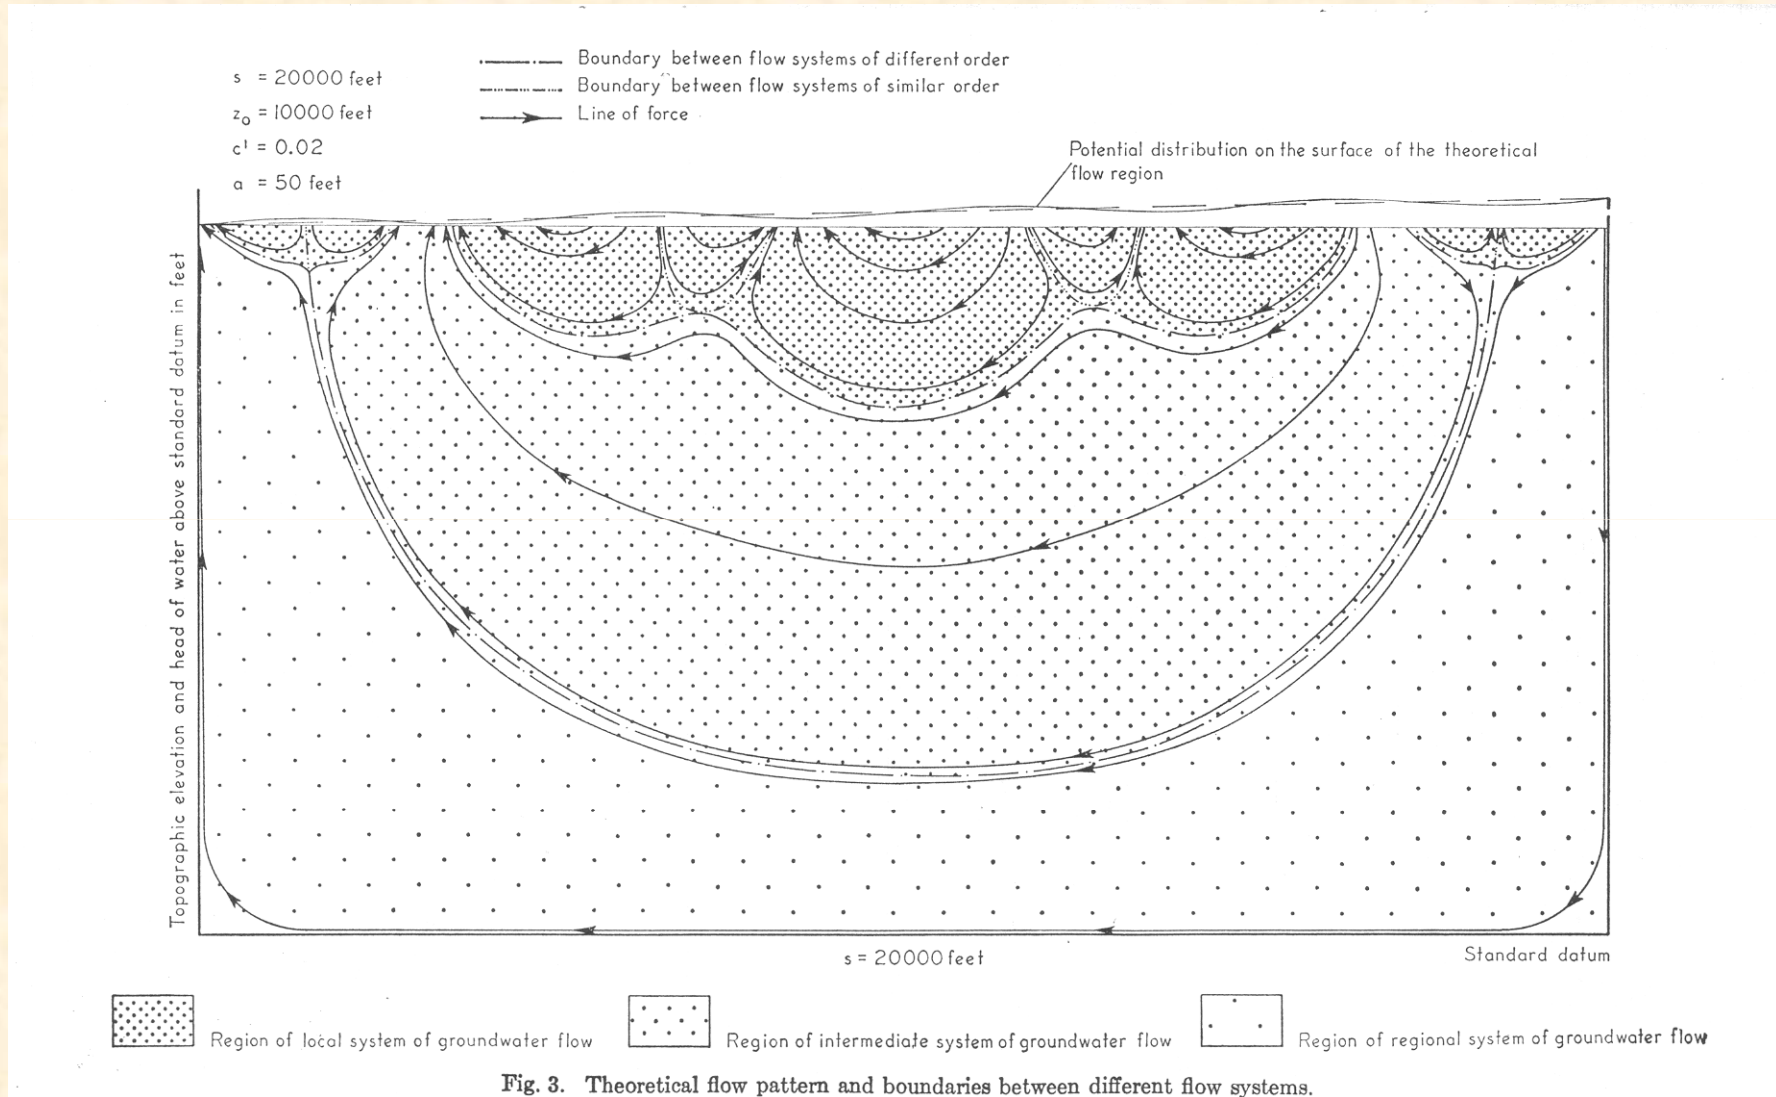 s = 20000 feet
z₀ = 10000 feet
c' = 0.02
a = 50 feet
Boundary between flow systems of different order
Boundary between flow systems of similar order
Line of force
Potential distribution on the surface of the theoretical
flow region
Topographic elevation and head of water above standard datum in feet
s = 20000 feet
Standard datum
Region of local system of groundwater flow
Region of intermediate system of groundwater flow
Region of regional system of groundwater flow
Fig. 3. Theoretical flow pattern and boundaries between different flow systems.